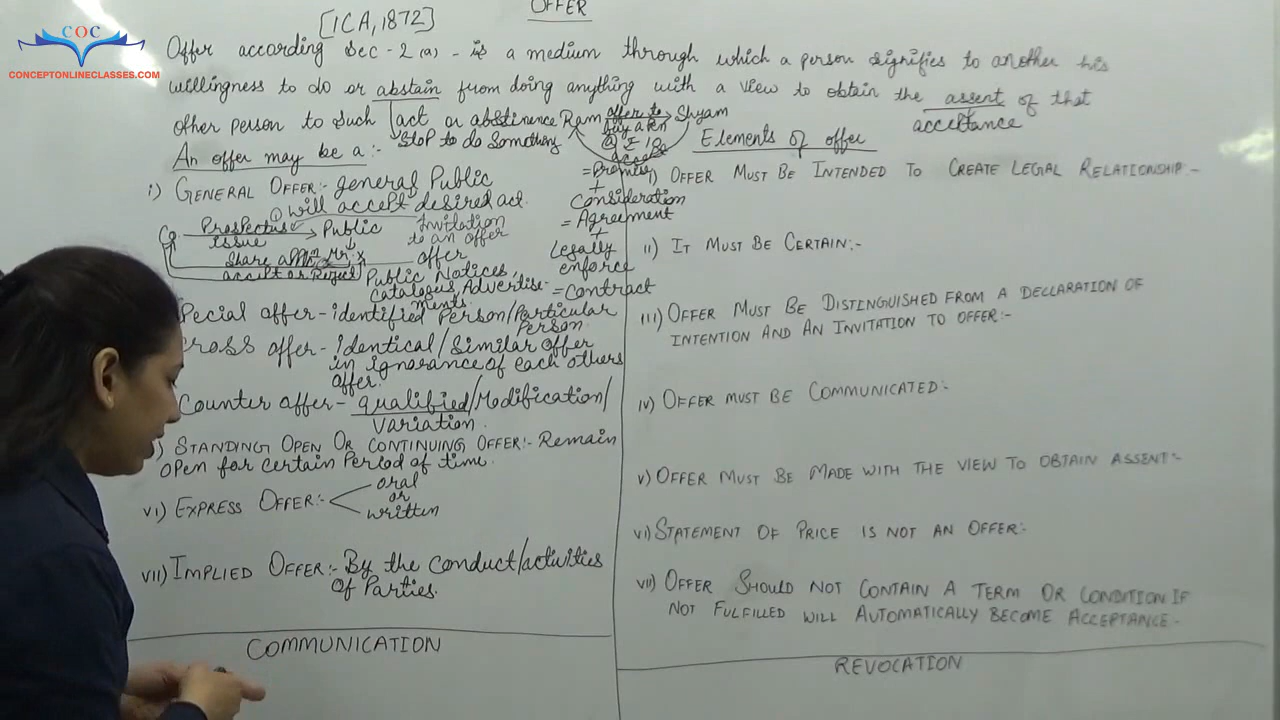 COC
CONCEPTONLINECLASSES.COM
OFFER
[ICA, 1872]
Offer according Sec - 2 (a) - is a medium through which a person signifies to another his
willingness to do or abstain from doing anything with a view to obtain the assent of that
other person to such act or abstinence
acceptance
Stop to do Something
Ram offer to Shyam
buy a pen
@ ₹ 10
accept
= Promise
+
Consideration
= Agreement
+
Legally
enforce
= Contract
An offer may be a :-
i) GENERAL OFFER:- general Public
will accept desired act.
Co Prospectus Public
issue
Invitation
to an offer
Share Mr. X
offer
accept or Reject
Public Notices,
Catalogus, Advertise-
ments.
Pecial offer - identified Person/Particular
Person.
ross offer - identical/Similar offer
in ignorance of each others
offer.
Counter offer - qualified/Modification/
Variation.
) STANDING OPEN OR CONTINUING OFFER:- Remain
open for certain Period of time.
VI) EXPRESS OFFER:-
oral
or
written
VII) IMPLIED OFFER:- By the conduct/activities
of Parties.
COMMUNICATION
Elements of offer
I) OFFER MUST BE INTENDED TO CREATE LEGAL RELATIONSHIP:-
II) IT MUST BE CERTAIN:-
III) OFFER MUST BE DISTINGUISHED FROM A DECLARATION OF
INTENTION AND AN INVITATION TO OFFER:-
IV) OFFER MUST BE COMMUNICATED:-
V) OFFER MUST BE MADE WITH THE VIEW TO OBTAIN ASSENT:-
VI) STATEMENT OF PRICE IS NOT AN OFFER:-
VII) OFFER SHOULD NOT CONTAIN A TERM OR CONDITION IF
NOT FULFILLED WILL AUTOMATICALLY BECOME ACCEPTANCE.-
REVOCATION